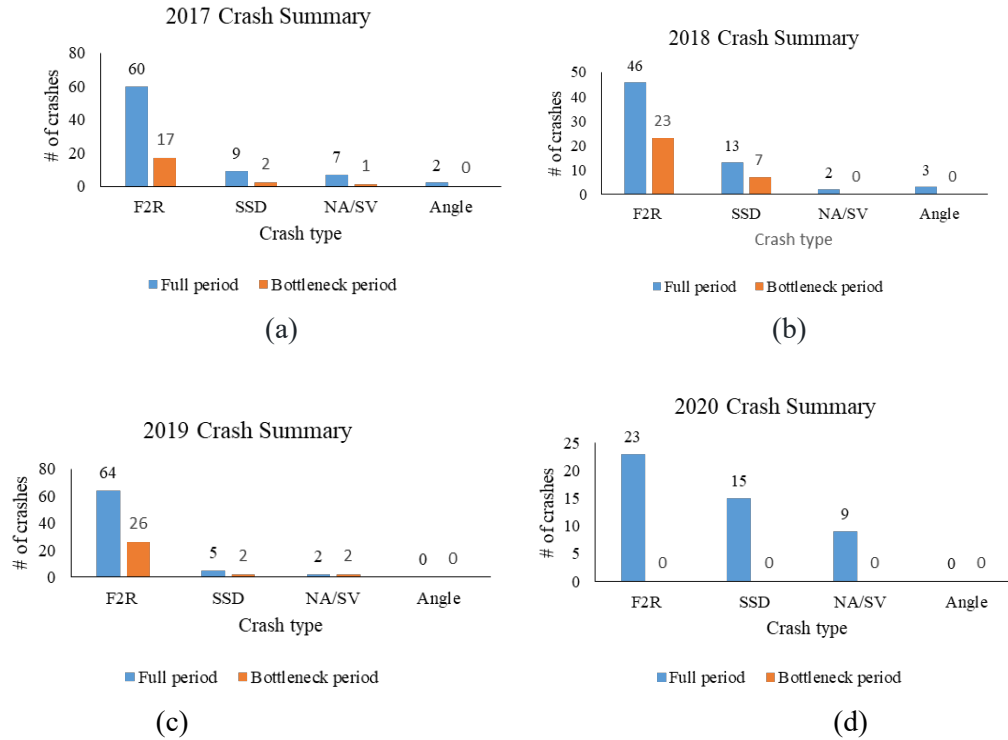 2017 Crash Summary
# of crashes
80
60
40
20
0
60
17
9
2
7
1
2
0
F2R
SSD
NA/SV
Angle
Crash type
Full period
Bottleneck period
(a)
2018 Crash Summary
# of crashes
50
40
30
20
10
0
46
23
13
7
2
0
3
0
F2R
SSD
NA/SV
Angle
Crash type
Full period
Bottleneck period
(b)
2019 Crash Summary
# of crashes
80
60
40
20
0
64
26
5
2
2
2
0
0
F2R
SSD
NA/SV
Angle
Crash type
Full period
Bottleneck period
(c)
2020 Crash Summary
# of crashes
25
20
15
10
5
0
23
0
15
0
9
0
0
0
F2R
SSD
NA/SV
Angle
Crash type
Full period
Bottleneck period
(d)